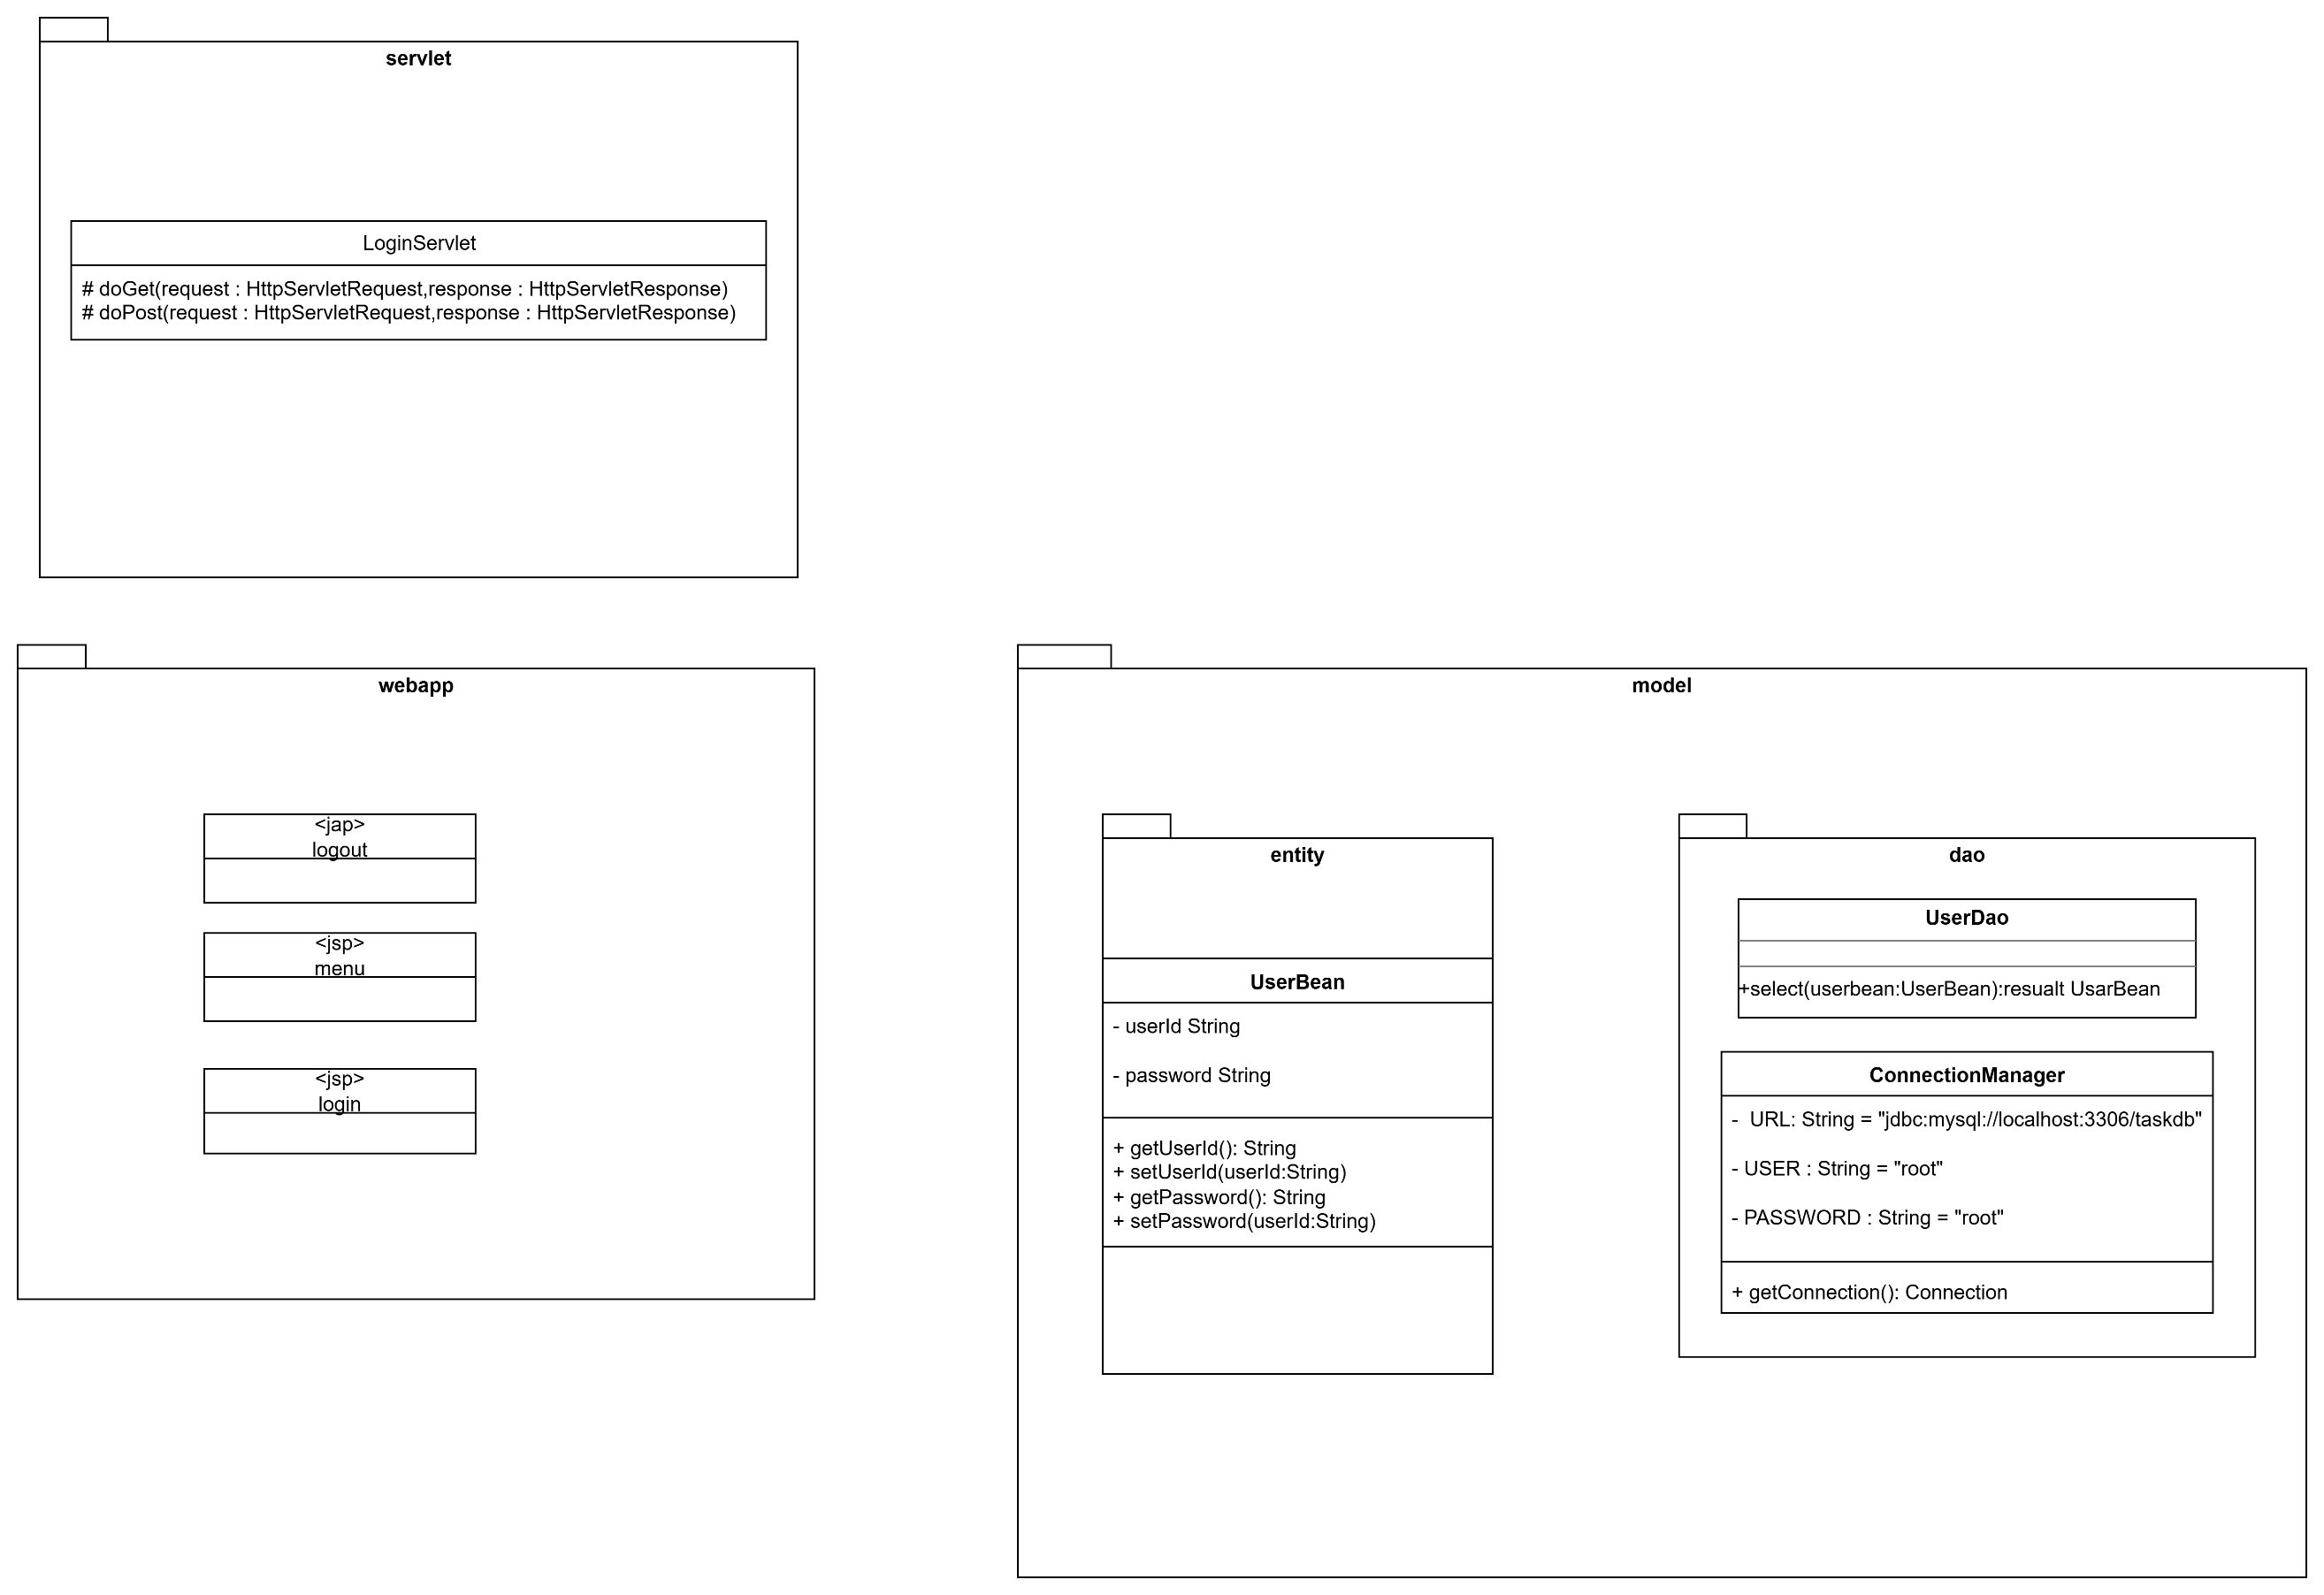 servlet
LoginServlet
# doGet(request : HttpServletRequest,response : HttpServletResponse)
# doPost(request : HttpServletRequest,response : HttpServletResponse)
webapp
<jap>
logout
<jsp>
menu
<jsp>
login
model
entity
UserBean
- userId String
- password String
+ getUserId(): String
+ setUserId(userId:String)
+ getPassword(): String
+ setPassword(userId:String)
dao
UserDao
+select(userbean:UserBean):resualt UsarBean
ConnectionManager
-  URL: String = "jdbc:mysql://localhost:3306/taskdb"
- USER : String = "root"
- PASSWORD : String = "root"
+ getConnection(): Connection